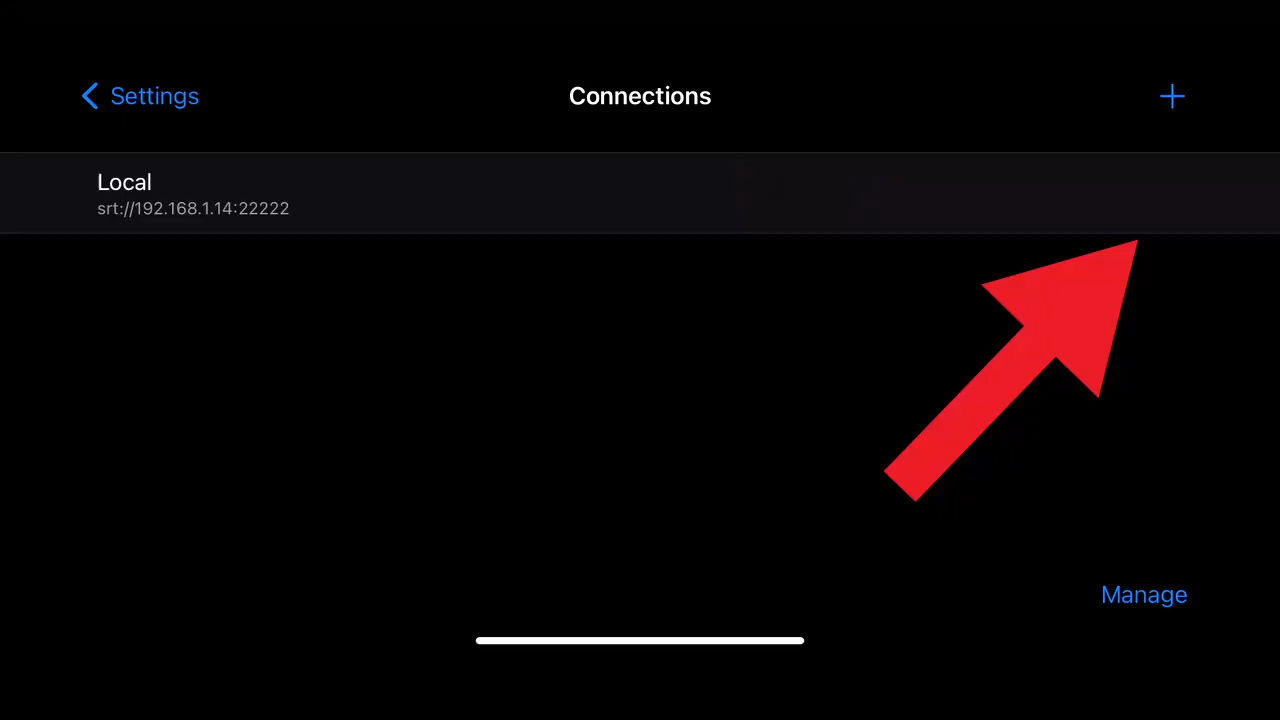 Settings
Connections
Local
srt://192.168.1.14:22222
Manage